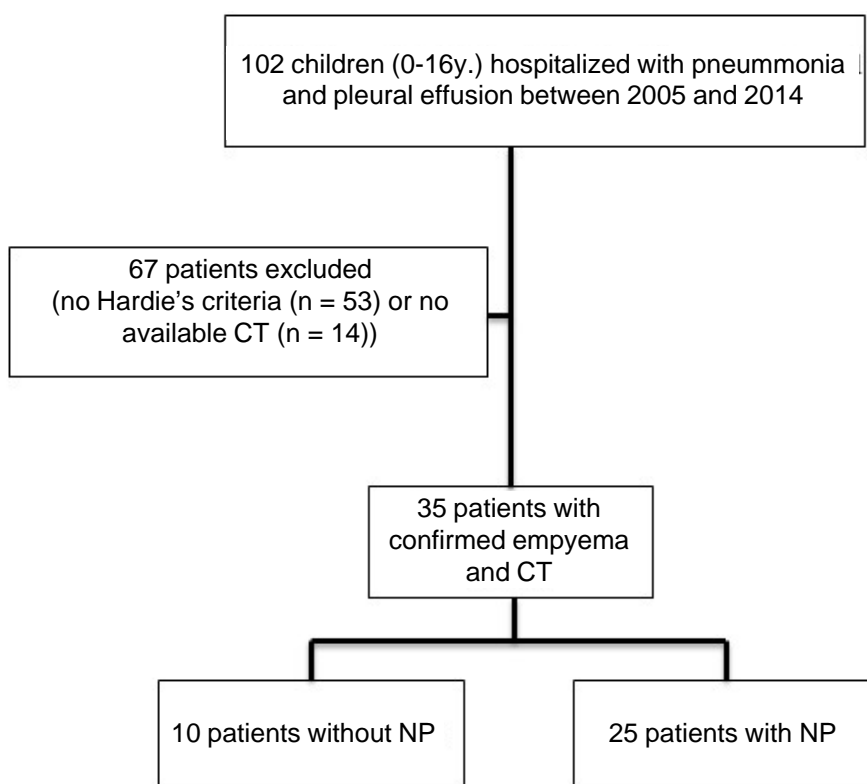 102 children (0-16y.) hospitalized with pneummonia
and pleural effusion between 2005 and 2014
67 patients excluded
(no Hardie's criteria (n = 53) or no
available CT (n = 14))
35 patients with
confirmed empyema
and CT
10 patients without NP
25 patients with NP